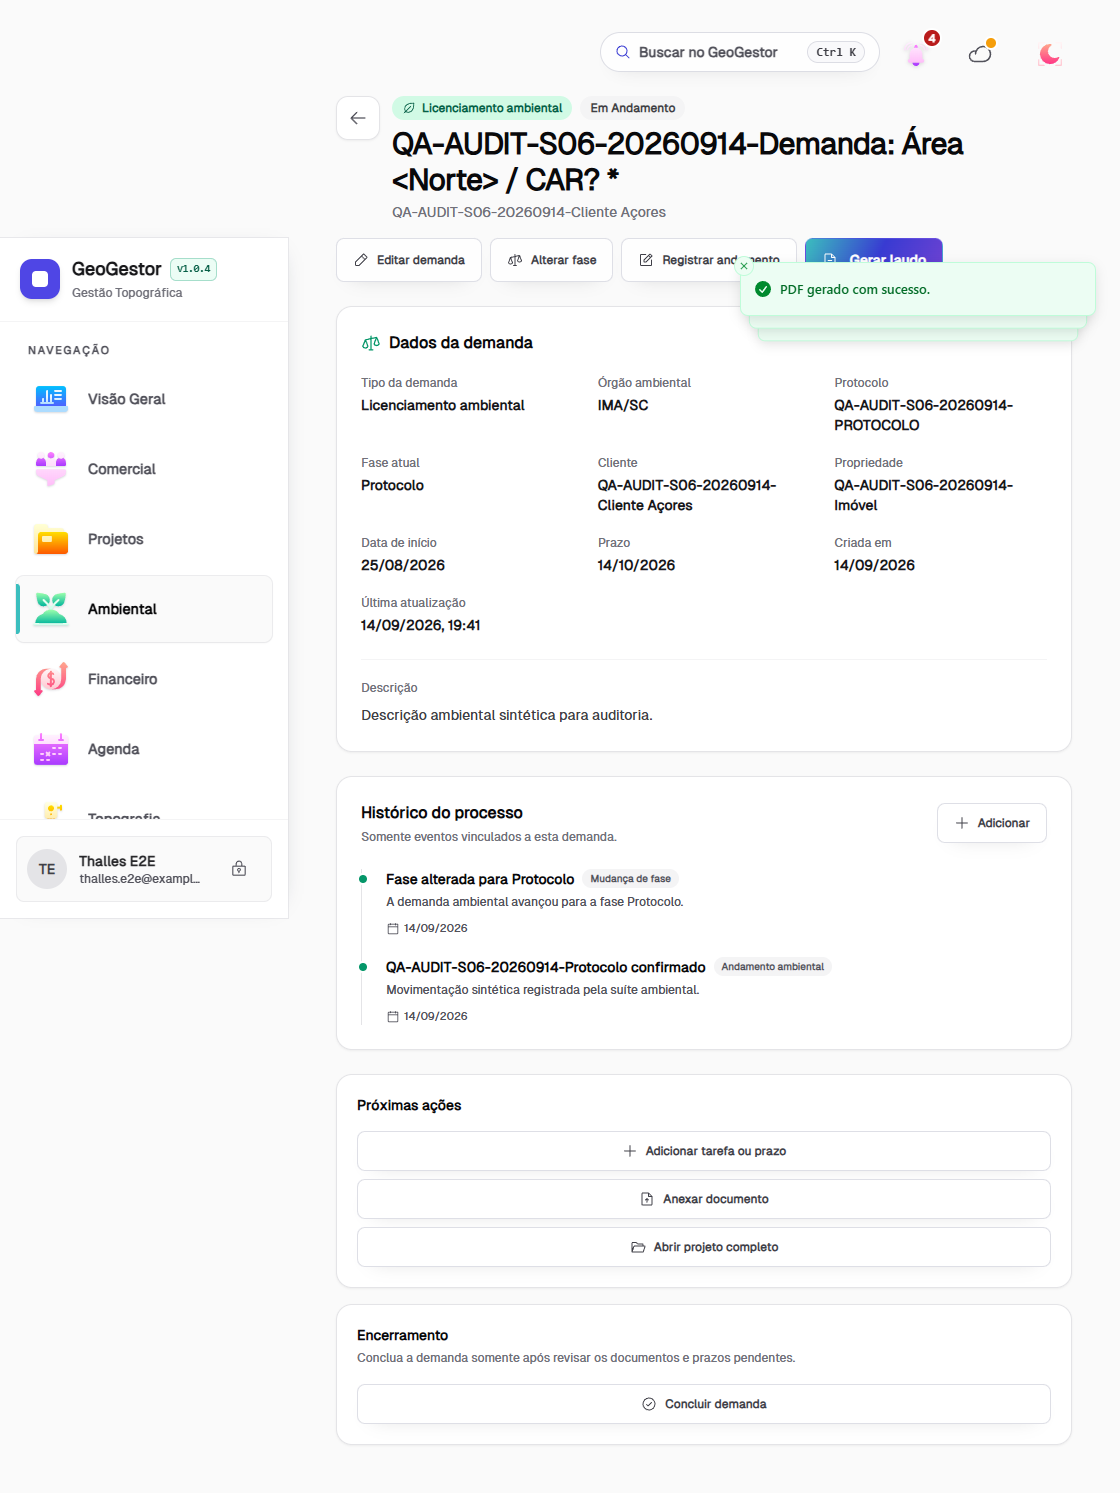 Buscar no GeoGestor
Ctrl K
4
Licenciamento ambiental
Em Andamento
QA-AUDIT-S06-20260914-Demanda: Área
<Norte> / CAR? *
QA-AUDIT-S06-20260914-Cliente Açores
Editar demanda
Alterar fase
Registrar andamento
Gerar laudo
PDF gerado com sucesso.
GeoGestor
v1.0.4
Gestão Topográfica
NAVEGAÇÃO
Visão Geral
Comercial
Projetos
Ambiental
Financeiro
Agenda
Topografia
TE
Thalles E2E
thalles.e2e@exampl...
Dados da demanda
Tipo da demanda
Licenciamento ambiental
Órgão ambiental
IMA/SC
Protocolo
QA-AUDIT-S06-20260914-
PROTOCOLO
Fase atual
Protocolo
Cliente
QA-AUDIT-S06-20260914-
Cliente Açores
Propriedade
QA-AUDIT-S06-20260914-
Imóvel
Data de início
25/08/2026
Prazo
14/10/2026
Criada em
14/09/2026
Última atualização
14/09/2026, 19:41
Descrição
Descrição ambiental sintética para auditoria.
Histórico do processo
Somente eventos vinculados a esta demanda.
Adicionar
Fase alterada para Protocolo
Mudança de fase
A demanda ambiental avançou para a fase Protocolo.
14/09/2026
QA-AUDIT-S06-20260914-Protocolo confirmado
Andamento ambiental
Movimentação sintética registrada pela suíte ambiental.
14/09/2026
Próximas ações
Adicionar tarefa ou prazo
Anexar documento
Abrir projeto completo
Encerramento
Conclua a demanda somente após revisar os documentos e prazos pendentes.
Concluir demanda